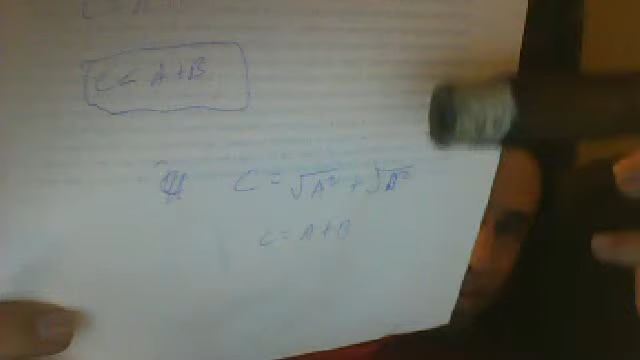 C < A + B
C = √A² + √B²
C = A + B